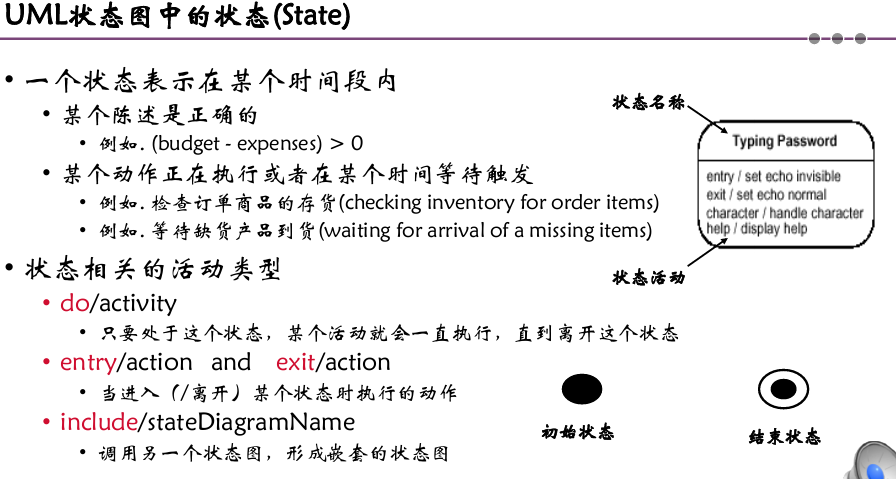 UML状态图中的状态(State)
• 一个状态表示在某个时间段内
• 某个陈述是正确的
• 例如. (budget - expenses) > 0
• 某个动作正在执行或者在某个时间等待触发
• 例如. 检查订单商品的存货(checking inventory for order items)
• 例如. 等待缺货产品到货(waiting for arrival of a missing items)
• 状态相关的活动类型
• do/activity
• 只要处于这个状态，某个活动就会一直执行，直到离开这个状态
• entry/action and exit/action
• 当进入（/离开）某个状态时执行的动作
• include/stateDiagramName
• 调用另一个状态图，形成嵌套的状态图
状态名称
Typing Password
entry / set echo invisible
exit / set echo normal
character / handle character
help / display help
状态活动
初始状态
结束状态